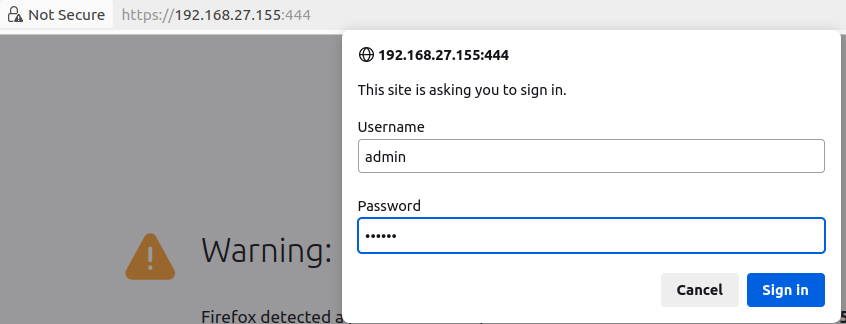 Not Secure https://192.168.27.155:444
192.168.27.155:444
This site is asking you to sign in.
Username
admin
Password
••••••
Cancel Sign in
Warning:
Firefox detected a